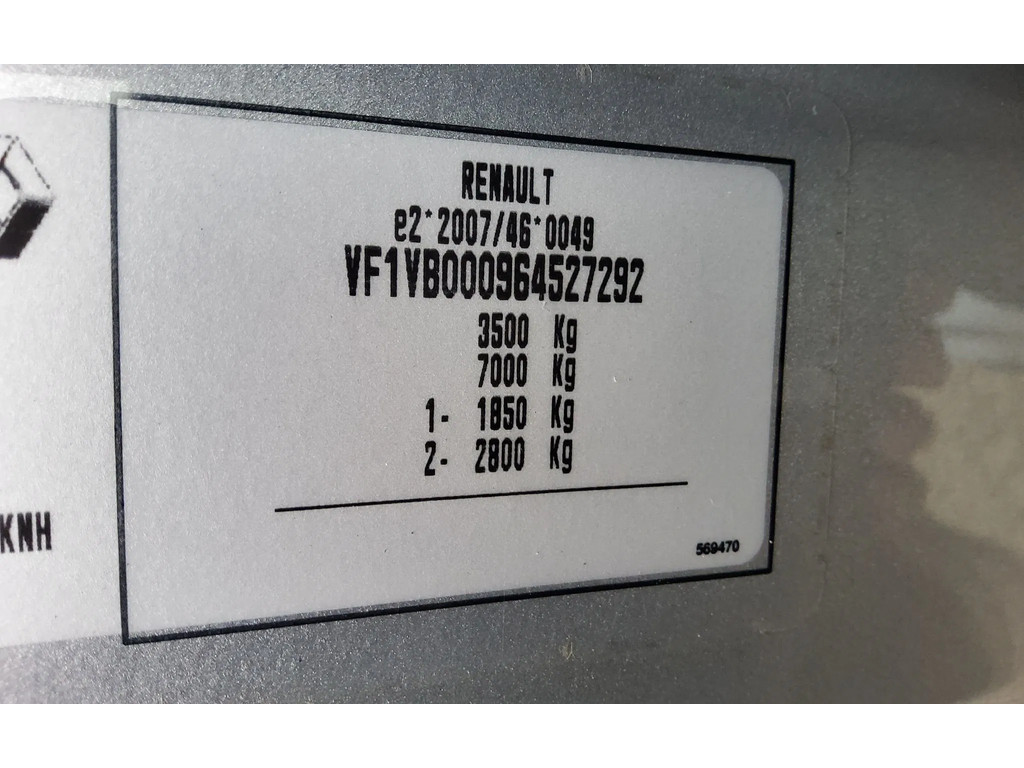 RENAULT
e2*2007/46*0049
VF1VB000964527292
3500 Kg
7000 Kg
1- 1850 Kg
2- 2800 Kg
KNH
569470